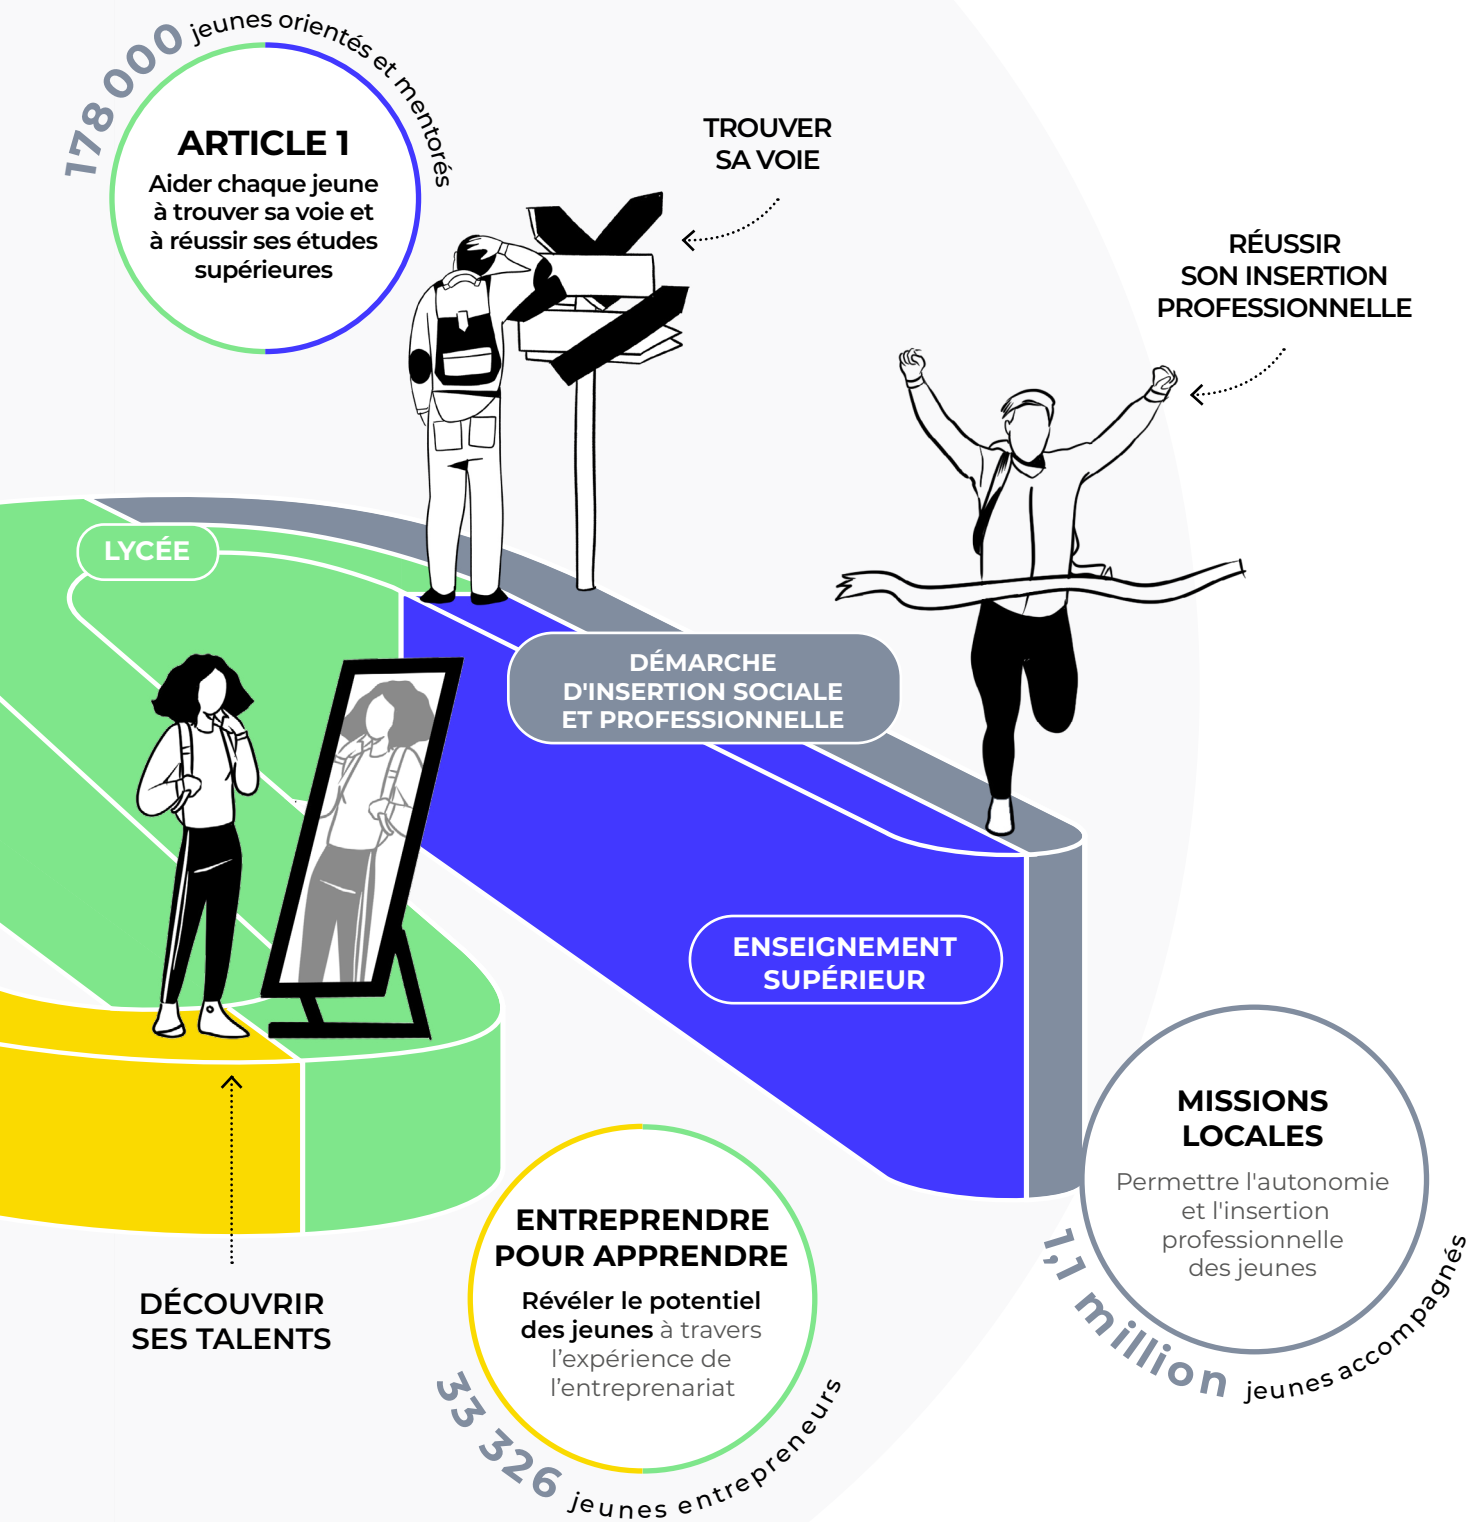 178 000 jeunes orientés et mentorés
ARTICLE 1
Aider chaque jeune
à trouver sa voie et
à réussir ses études
supérieures
TROUVER
SA VOIE
RÉUSSIR
SON INSERTION
PROFESSIONNELLE
LYCÉE
DÉMARCHE
D'INSERTION SOCIALE
ET PROFESSIONNELLE
ENSEIGNEMENT
SUPÉRIEUR
MISSIONS
LOCALES
Permettre l'autonomie
et l'insertion
professionnelle
des jeunes
1,1 million jeunes accompagnés
ENTREPRENDRE
POUR APPRENDRE
Révéler le potentiel
des jeunes à travers
l’expérience de
l’entreprenariat
33 326 jeunes entrepreneurs
DÉCOUVRIR
SES TALENTS